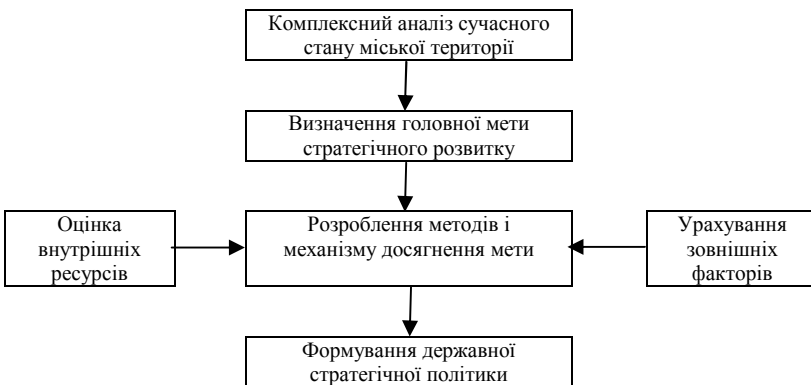 Комплексний аналіз сучасного
стану міської території
Визначення головної мети
стратегічного розвитку
Оцінка
внутрішніх
ресурсів
Розроблення методів і
механізму досягнення мети
Урахування
зовнішніх
факторів
Формування державної
стратегічної політики